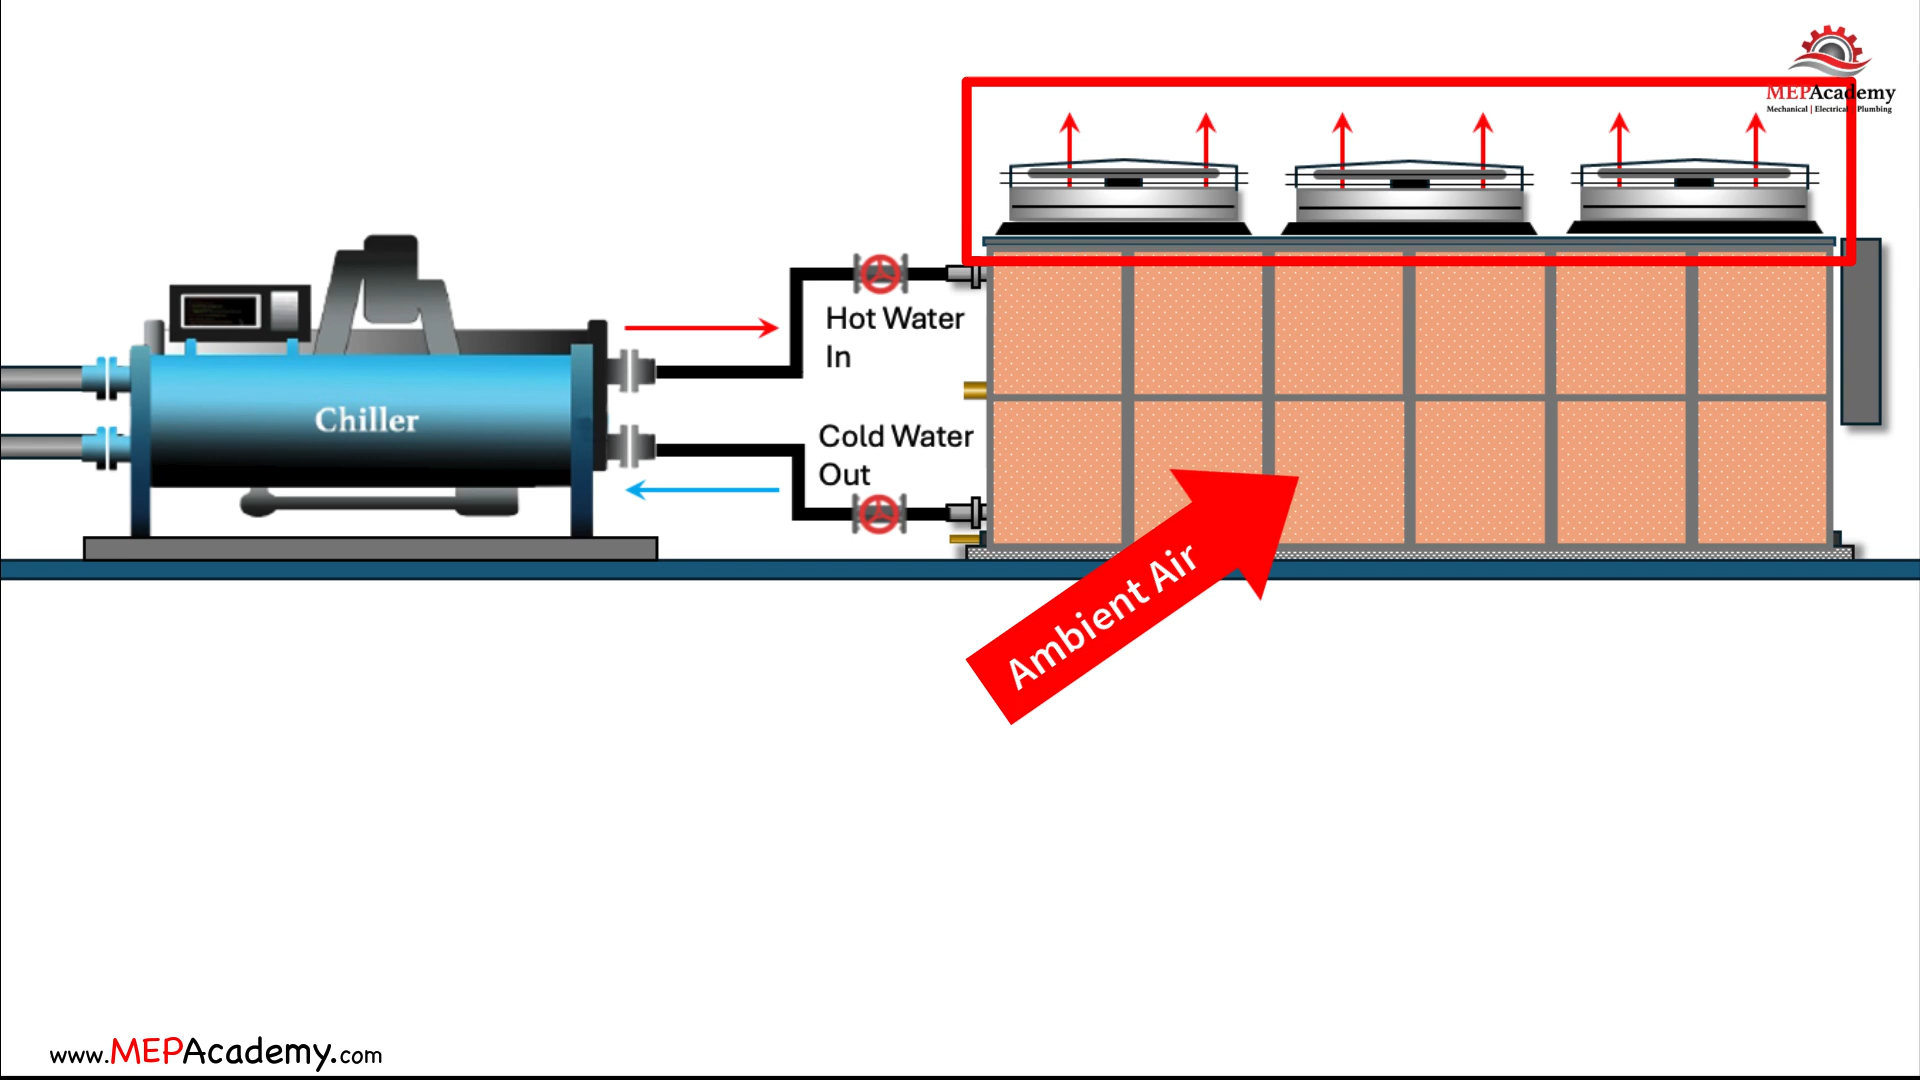 MEPAcademy
Mechanical | Electrical | Plumbing
Hot Water
In
Chiller
Cold Water
Out
Ambient Air
www.MEPAcademy.com